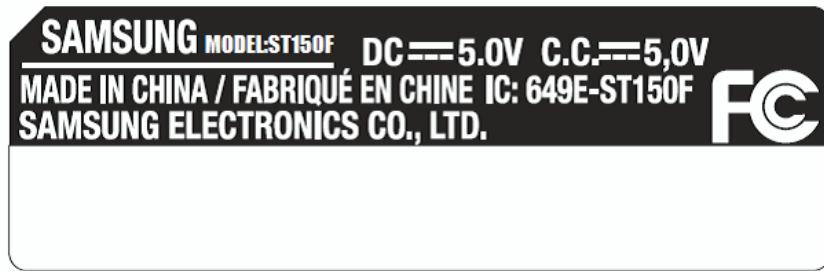 SAMSUNG MODEL:ST150F DC 5.0V C.C. 5,0V
MADE IN CHINA / FABRIQUÉ EN CHINE IC: 649E-ST150F
SAMSUNG ELECTRONICS CO., LTD.
FC